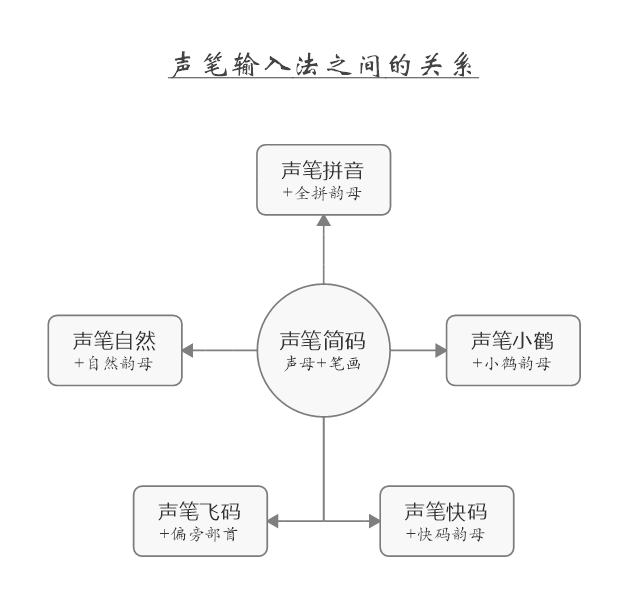 声笔输入法之间的关系
声笔拼音
+全拼韵母
声笔自然
+自然韵母
声笔简码
声母+笔画
声笔小鹤
+小鹤韵母
声笔飞码
+偏旁部首
声笔快码
+快码韵母